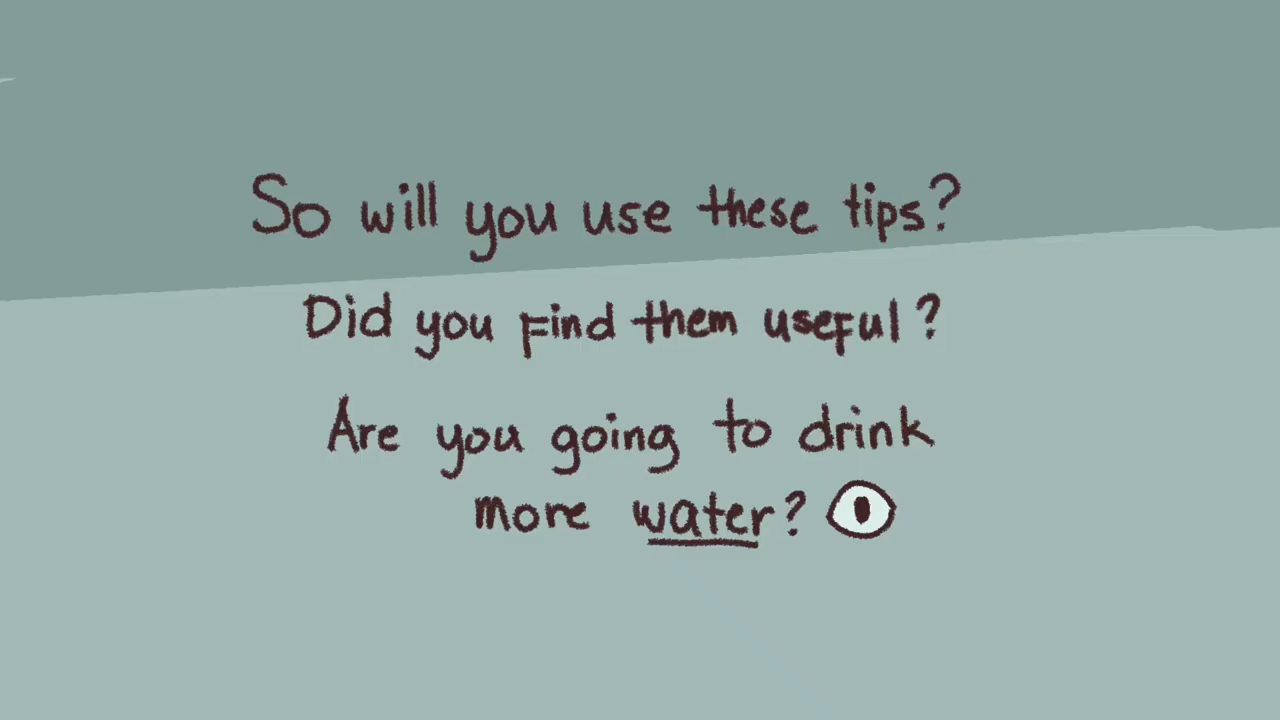 So will you use these tips?
Did you find them useful?
Are you going to drink
more water?